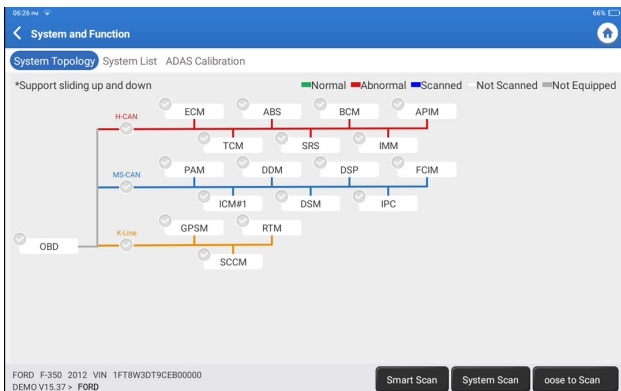 06:26 PM 66%
System and Function
System Topology System List ADAS Calibration
*Support sliding up and down Normal Abnormal Scanned Not Scanned Not Equipped
ECM ABS BCM APIM
H-CAN
TCM SRS IMM
PAM DDM DSP FCIM
MS-CAN
ICM#1 DSM IPC
GPSM RTM
K-Line
OBD
SCCM
FORD F-350 2012 VIN 1FT8W3DT9CEB00000
DEMO V15.37 > FORD
Smart Scan System Scan oose to Scan